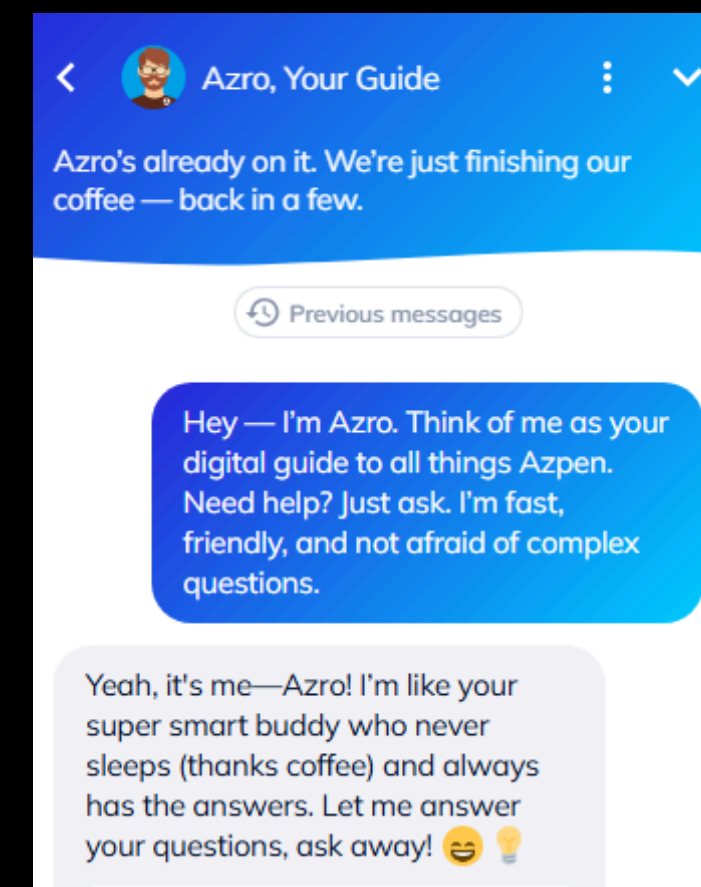 Azro, Your Guide
Azro’s already on it. We’re just finishing our
coffee — back in a few.
Previous messages
Hey — I’m Azro. Think of me as your
digital guide to all things Azpen.
Need help? Just ask. I’m fast,
friendly, and not afraid of complex
questions.
Yeah, it's me—Azro! I’m like your
super smart buddy who never
sleeps (thanks coffee) and always
has the answers. Let me answer
your questions, ask away! 😄 💡